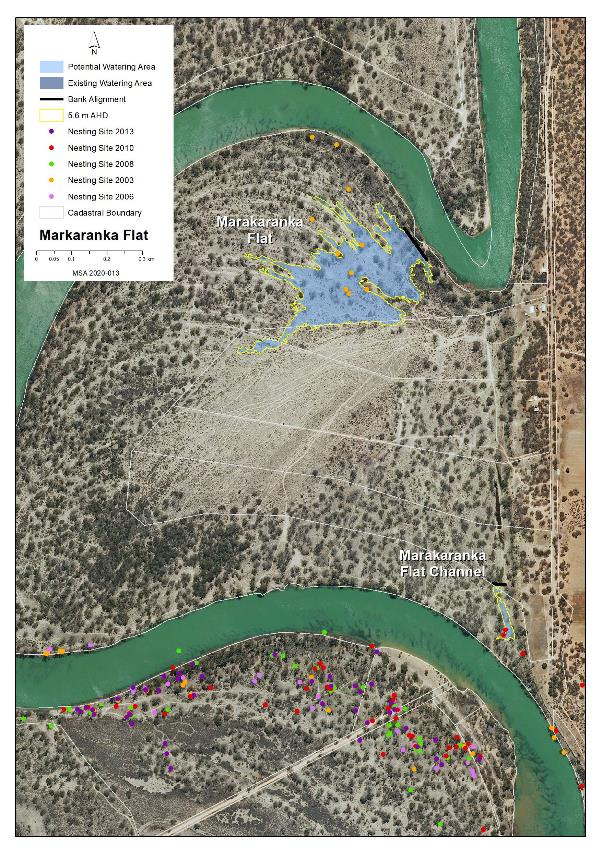 N
Potential Watering Area
Existing Watering Area
Bank Alignment
5.6 m AHD
Nesting Site 2013
Nesting Site 2010
Nesting Site 2008
Nesting Site 2003
Nesting Site 2006
Cadastral Boundary
Markaranka Flat
0 0.05 0.1 0.2 0.3 km
MSA 2020-013
Marakaranka
Flat
Marakaranka
Flat Channel